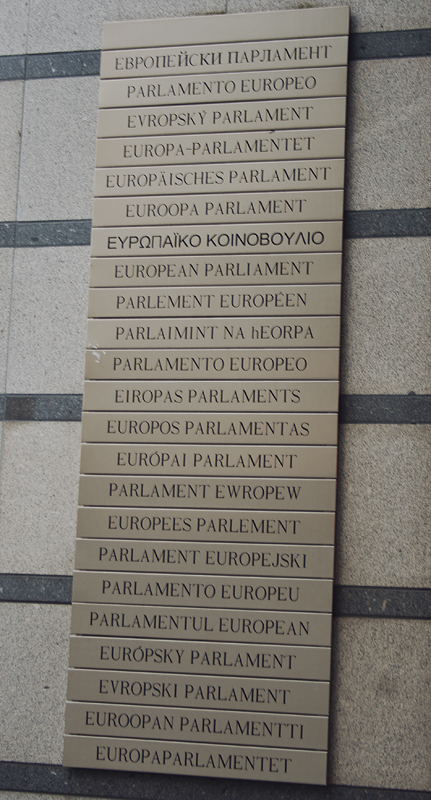 ЕВРОПЕЙСКИ ПАРЛАМЕНТ
PARLAMENTO EUROPEO
EVROPSKÝ PARLAMENT
EUROPA-PARLAMENTET
EUROPÄISCHES PARLAMENT
EUROOPA PARLAMENT
ΕΥΡΩΠΑΪΚΟ ΚΟΙΝΟΒΟΥΛΙΟ
EUROPEAN PARLIAMENT
PARLEMENT EUROPÉEN
PARLAIMINT NA hEORPA
PARLAMENTO EUROPEO
EIROPAS PARLAMENTS
EUROPOS PARLAMENTAS
EURÓPAI PARLAMENT
PARLAMENT EWROPEW
EUROPEES PARLEMENT
PARLAMENT EUROPEJSKI
PARLAMENTO EUROPEU
PARLAMENTUL EUROPEAN
EURÓPSKY PARLAMENT
EVROPSKI PARLAMENT
EUROOPAN PARLAMENTTI
EUROPAPARLAMENTET